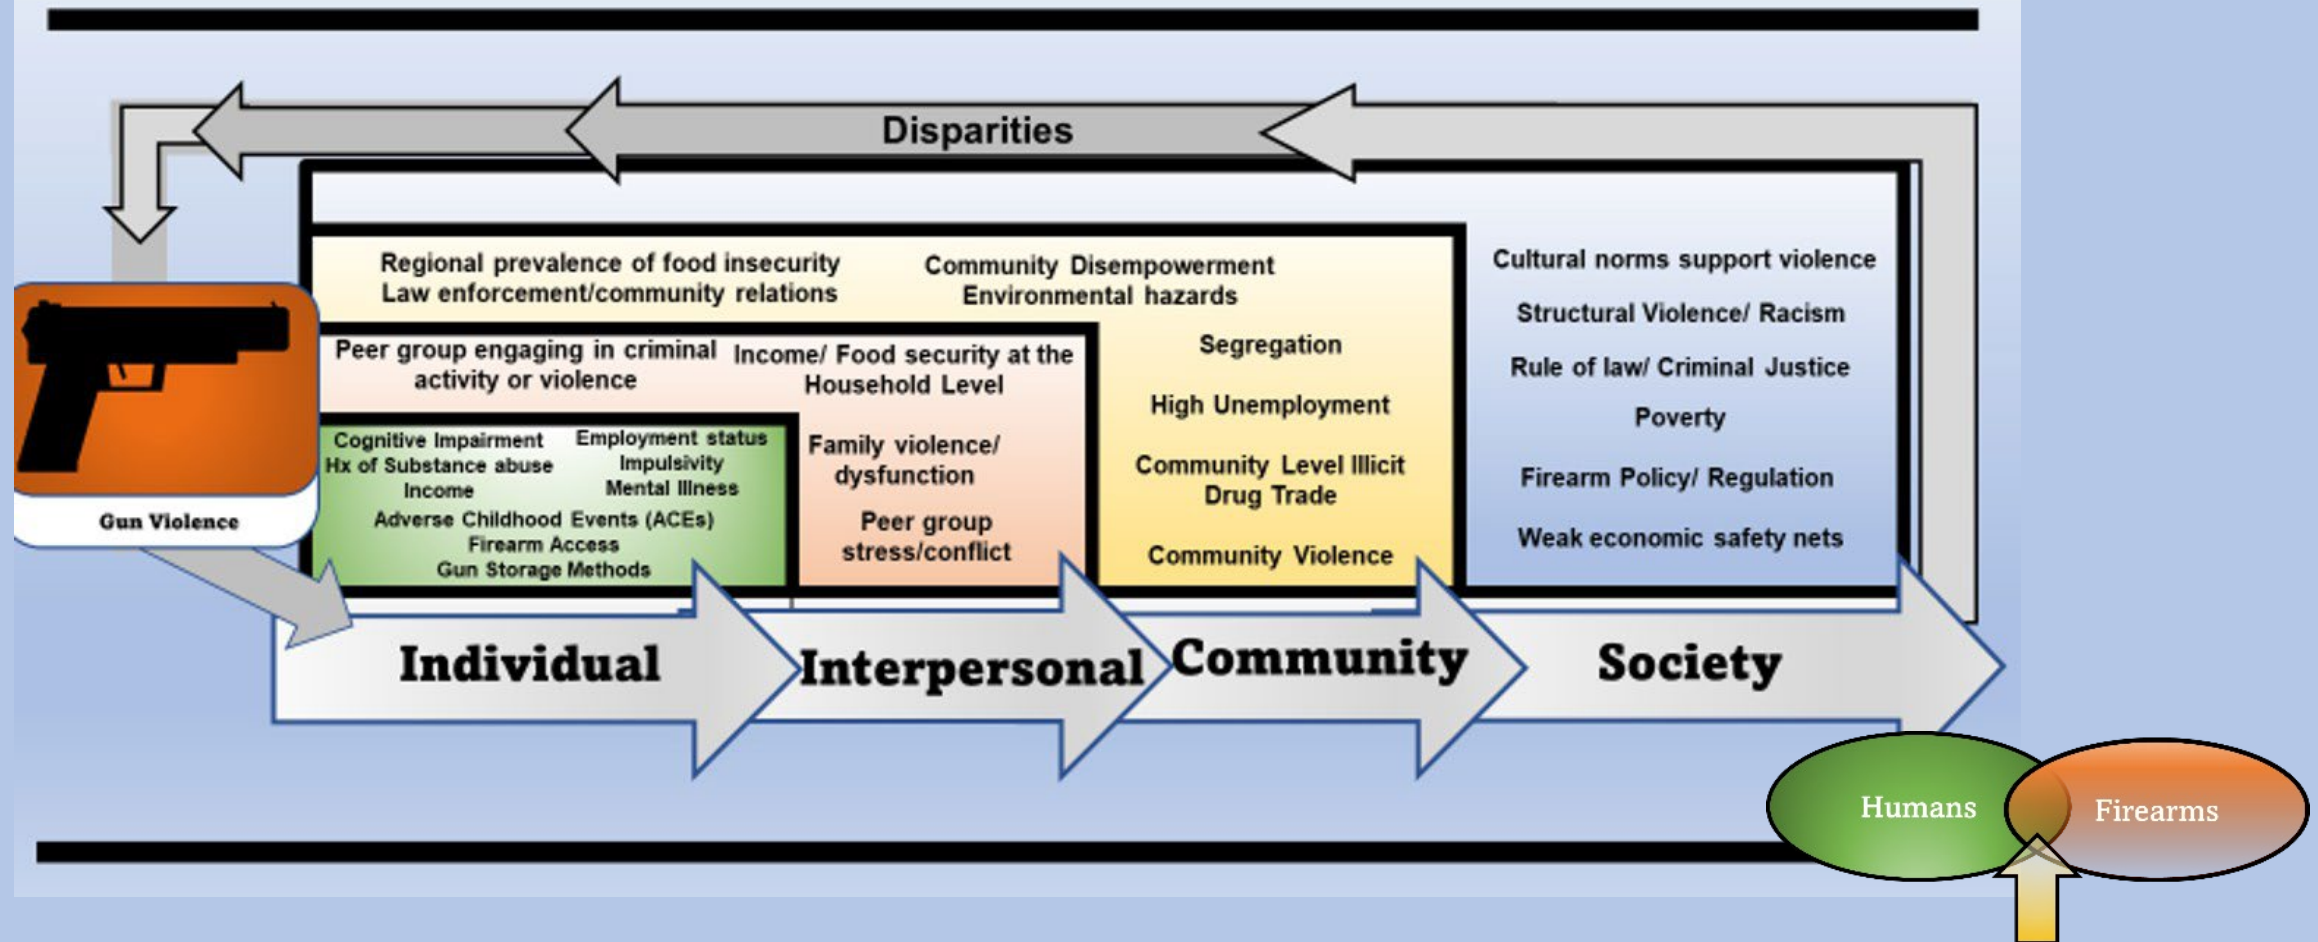 Disparities
Regional prevalence of food insecurity
Law enforcement/community relations
Community Disempowerment
Environmental hazards
Segregation
High Unemployment
Community Level Illicit
Drug Trade
Community Violence
Cultural norms support violence
Structural Violence/ Racism
Rule of law/ Criminal Justice
Poverty
Firearm Policy/ Regulation
Weak economic safety nets
Peer group engaging in criminal
activity or violence
Income/ Food security at the
Household Level
Family violence/
dysfunction
Peer group
stress/conflict
Cognitive Impairment
Hx of Substance abuse
Income
Employment status
Impulsivity
Mental Illness
Adverse Childhood Events (ACEs)
Firearm Access
Gun Storage Methods
Gun Violence
Individual
Interpersonal
Community
Society
Humans
Firearms